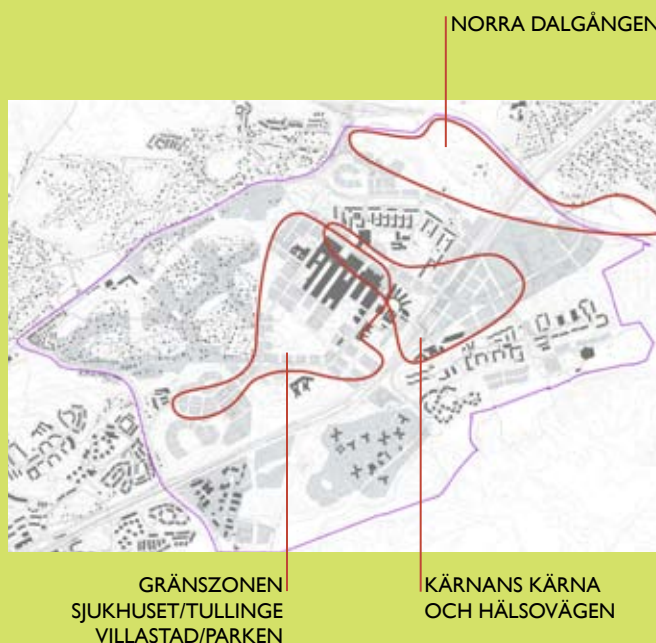 NORRA DALGÅNGEN
GRÄNSZONEN
SJUKHUSET/TULLINGE
VILLASTAD/PARKEN
KÄRNANS KÄRNA
OCH HÄLSOVÄGEN